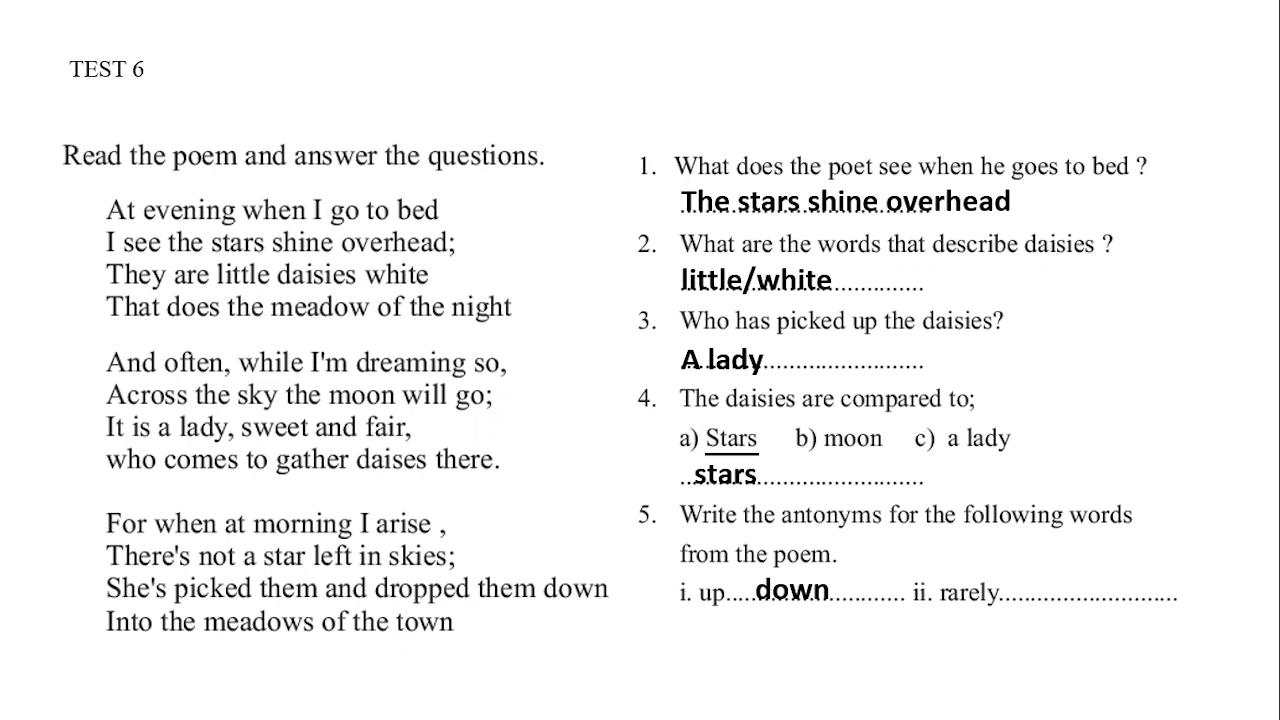 TEST 6
Read the poem and answer the questions.
At evening when I go to bed
I see the stars shine overhead;
They are little daisies white
That does the meadow of the night
And often, while I'm dreaming so,
Across the sky the moon will go;
It is a lady, sweet and fair,
who comes to gather daises there.
For when at morning I arise ,
There's not a star left in skies;
She's picked them and dropped them down
Into the meadows of the town
1. What does the poet see when he goes to bed ?
The stars shine overhead
2. What are the words that describe daisies ?
little/white..............
3. Who has picked up the daisies?
A lady.........................
4. The daisies are compared to;
a) Stars b) moon c) a lady
..stars..........................
5. Write the antonyms for the following words
from the poem.
i. up.....down............ ii. rarely............................